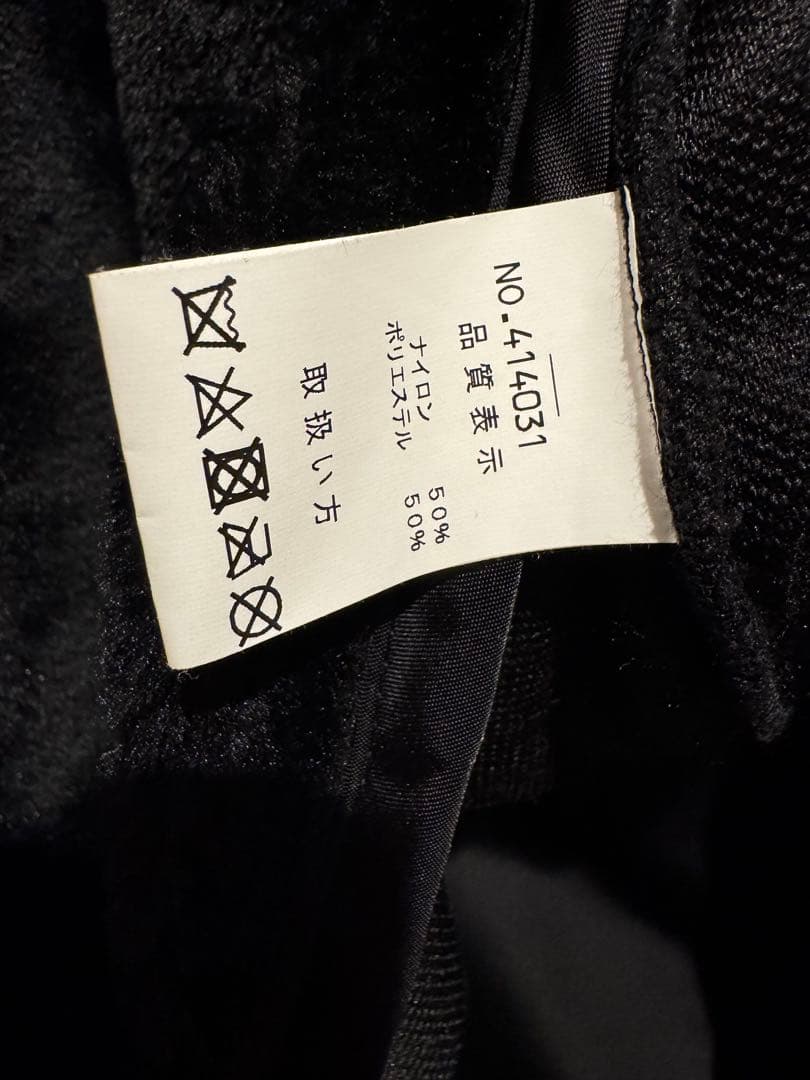 NO.414031
品質表示
ナイロン 50%
ポリエステル 50%
取扱い方